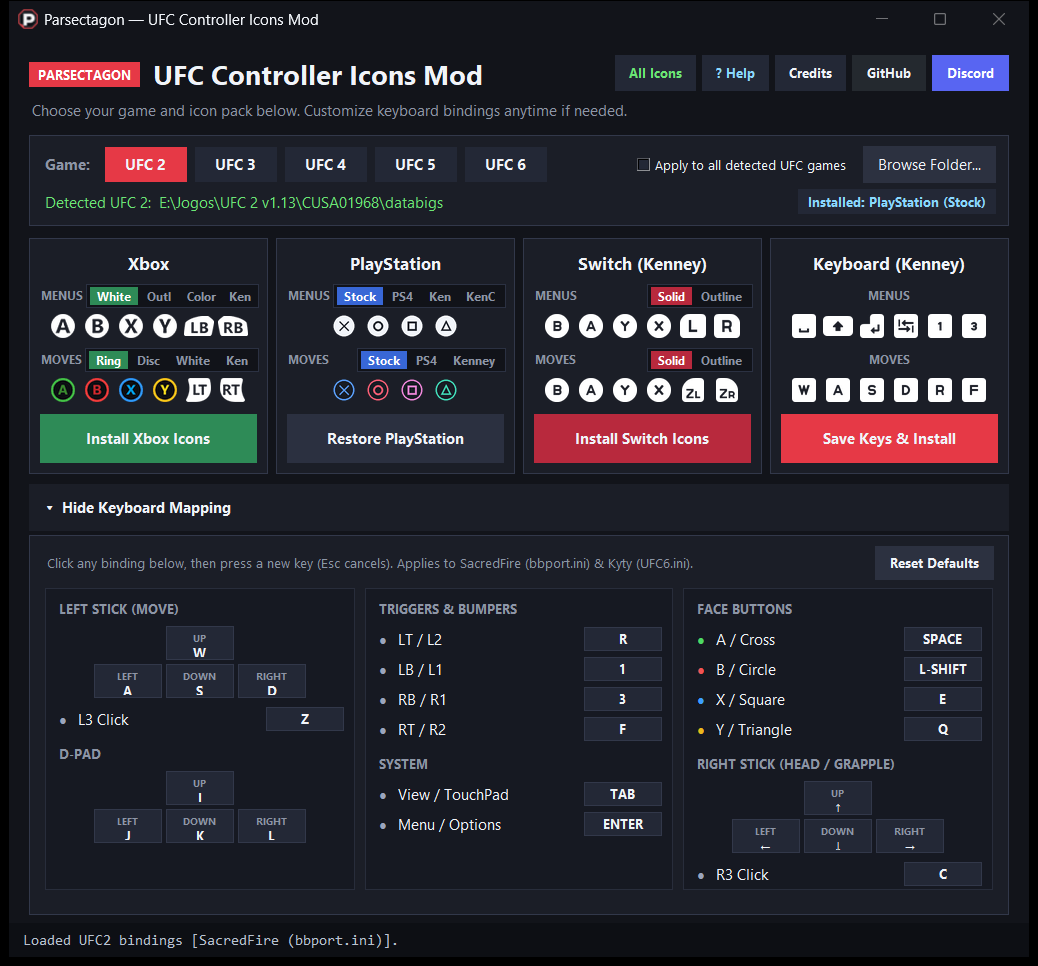 Parsectagon — UFC Controller Icons Mod
PARSECTAGON UFC Controller Icons Mod All Icons ? Help Credits GitHub Discord
Choose your game and icon pack below. Customize keyboard bindings anytime if needed.
Game: UFC 2 UFC 3 UFC 4 UFC 5 UFC 6 Apply to all detected UFC games Browse Folder...
Detected UFC 2: E:\Jogos\UFC 2 v1.13\CUSA01968\databigs Installed: PlayStation (Stock)
Xbox
MENUS White Outl Color Ken
A B X Y LB RB
MOVES Ring Disc White Ken
A B X Y LT RT
Install Xbox Icons
PlayStation
MENUS Stock PS4 Ken KenC
MOVES Stock PS4 Kenney
Restore PlayStation
Switch (Kenney)
MENUS Solid Outline
B A Y X L R
MOVES Solid Outline
B A Y X ZL ZR
Install Switch Icons
Keyboard (Kenney)
MENUS
1 3
MOVES
W A S D R F
Save Keys & Install
▾ Hide Keyboard Mapping
Click any binding below, then press a new key (Esc cancels). Applies to SacredFire (bbport.ini) & Kyty (UFC6.ini). Reset Defaults
LEFT STICK (MOVE)
UP
W
LEFT DOWN RIGHT
A S D
L3 Click Z
D-PAD
UP
I
LEFT DOWN RIGHT
J K L
TRIGGERS & BUMPERS
LT / L2 R
LB / L1 1
RB / R1 3
RT / R2 F
SYSTEM
View / TouchPad TAB
Menu / Options ENTER
FACE BUTTONS
A / Cross SPACE
B / Circle L-SHIFT
X / Square E
Y / Triangle Q
RIGHT STICK (HEAD / GRAPPLE)
UP
↑
LEFT DOWN RIGHT
← ↓ →
R3 Click C
Loaded UFC2 bindings [SacredFire (bbport.ini)].